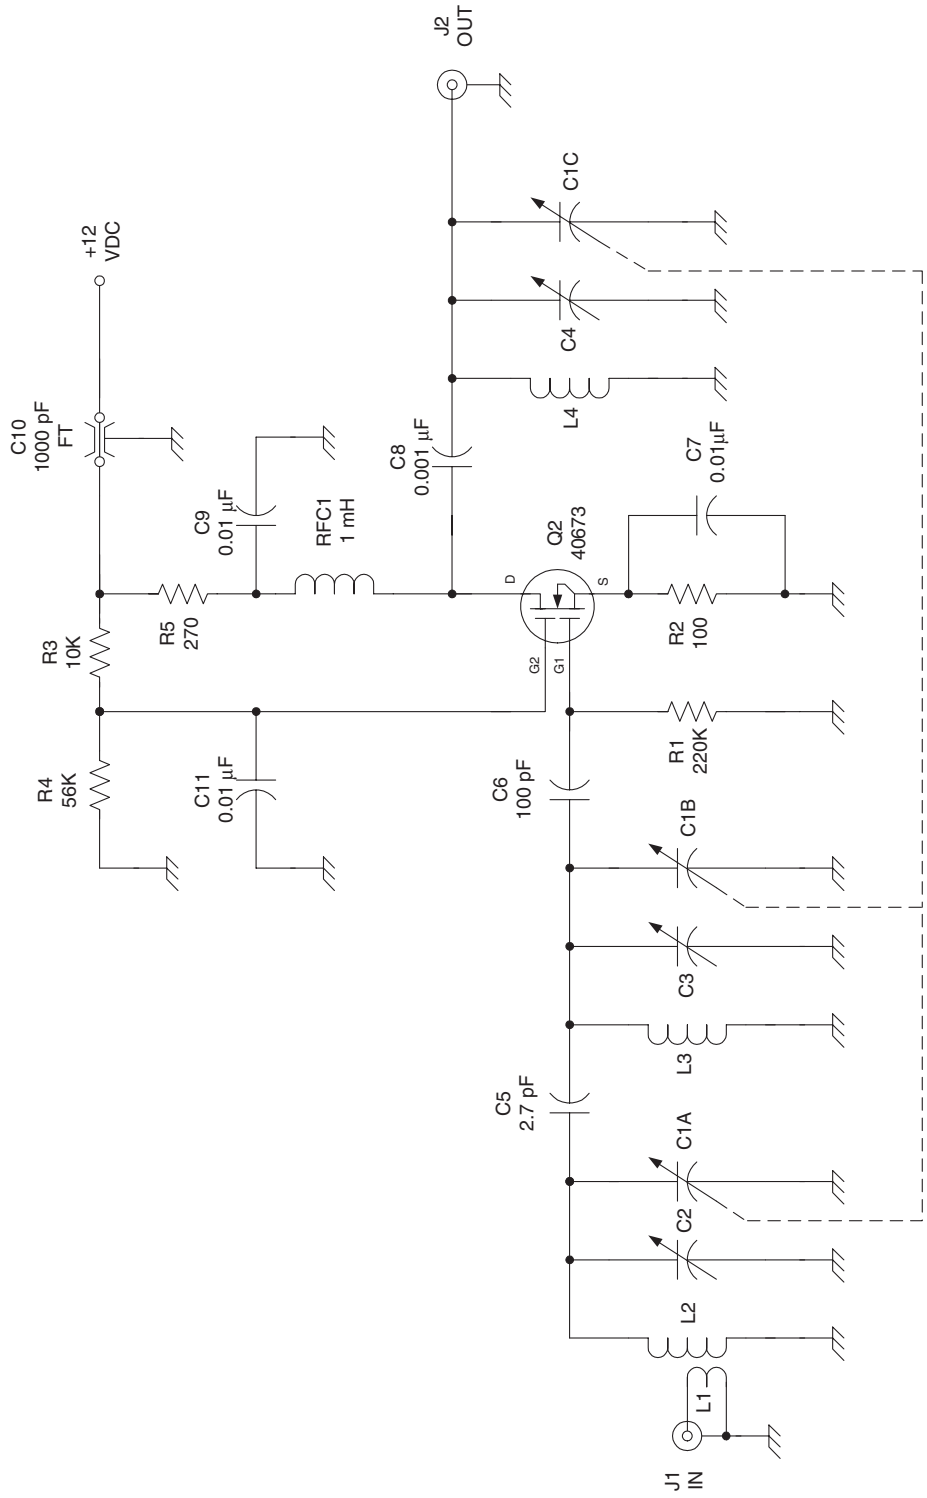 J1
IN
L1
L2
C2
C1A
C5
2.7 pF
L3
C3
C1B
C6
100 pF
R1
220K
R4
56K
C11
0.01 µF
R3
10K
G2
G1
D
S
Q2
40673
R5
270
C9
0.01 µF
RFC1
1 mH
R2
100
C7
0.01µF
C8
0.001 µF
C10
1000 pF
FT
+12
VDC
L4
C4
C1C
J2
OUT